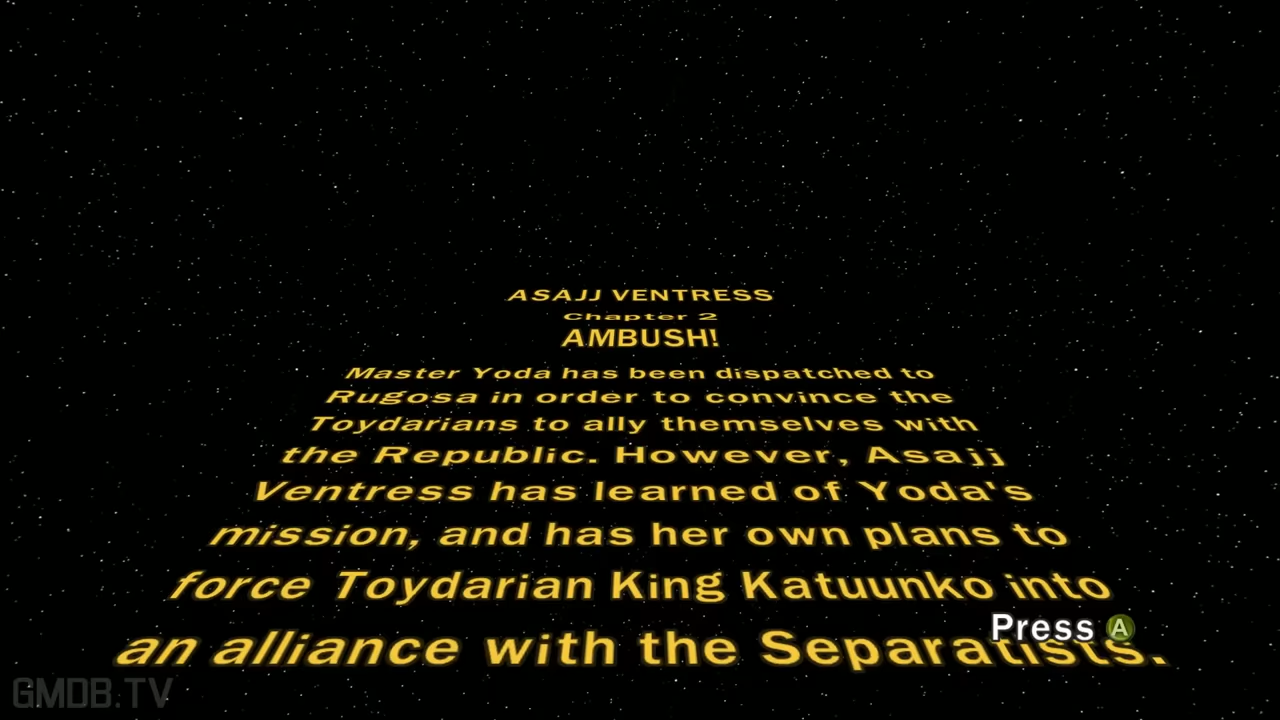 ASAJJ VENTRESS
Chapter 2
AMBUSH!
Master Yoda has been dispatched to
Rugosa in order to convince the
Toydarians to ally themselves with
the Republic. However, Asajj
Ventress has learned of Yoda's
mission, and has her own plans to
force Toydarian King Katuunko into
an alliance with the Separatists.
Press A
GMDB.TV